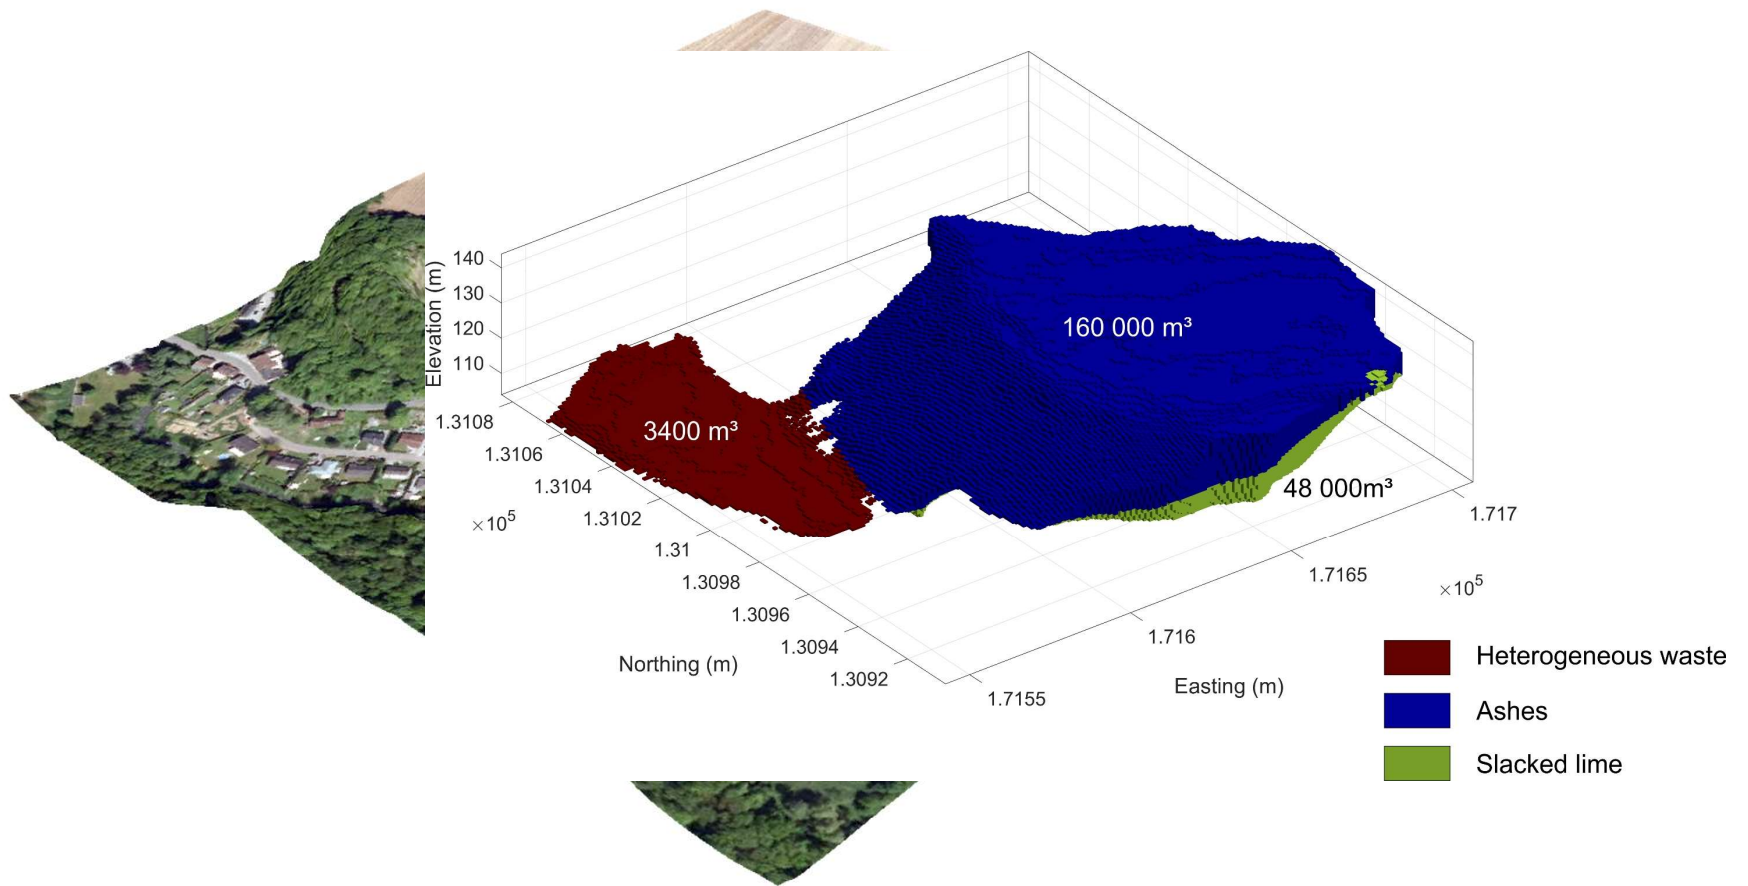 140
130
120
110
Elevation (m)
160 000 m³
3400 m³
48 000m³
1.3108
1.3106
1.3104
1.3102
1.31
1.3098
1.3096
1.3094
1.3092
×10⁵
Northing (m)
1.717
1.7165
1.716
1.7155
×10⁵
Easting (m)
Heterogeneous waste
Ashes
Slacked lime